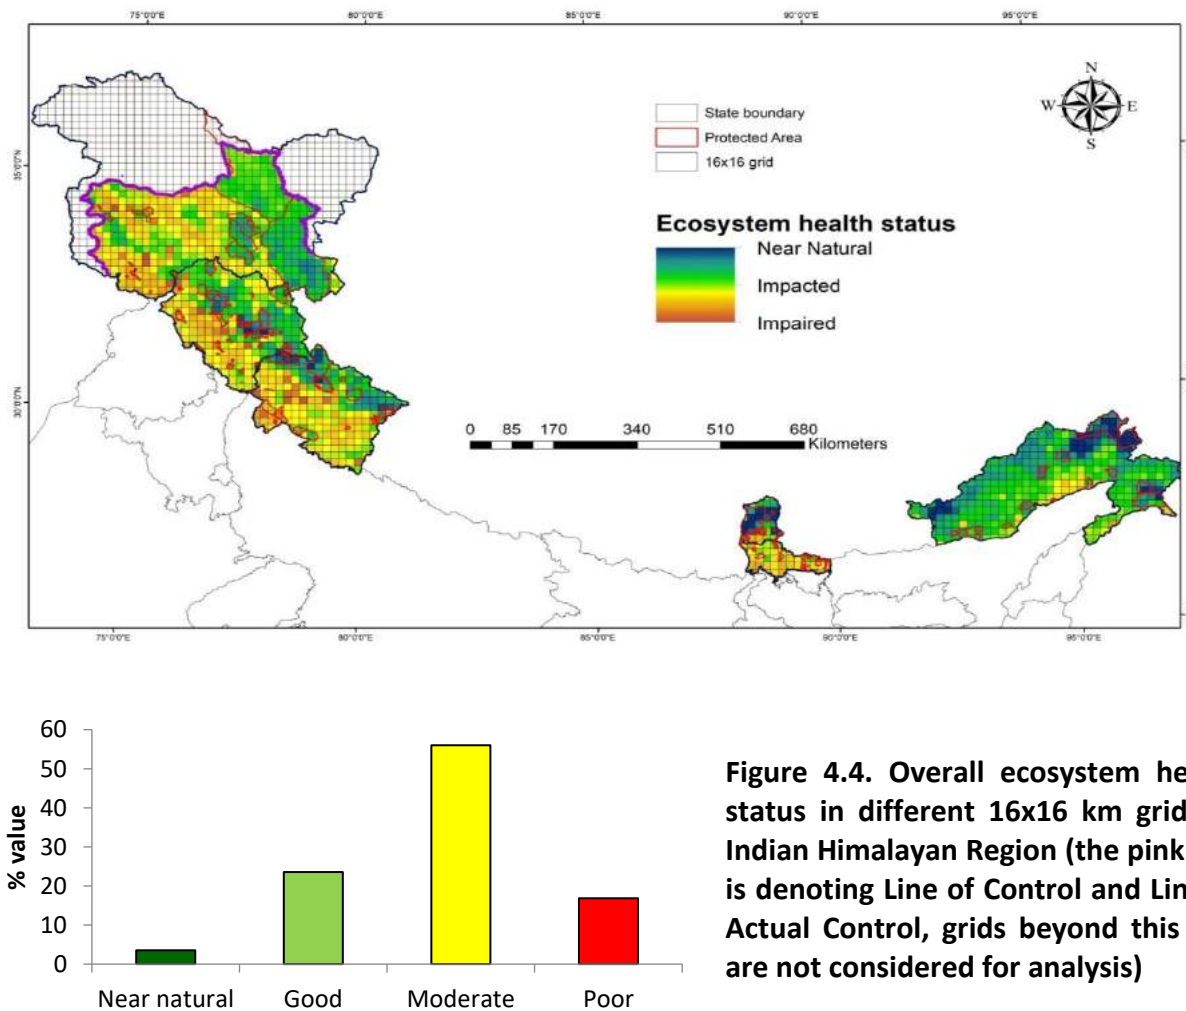 75°0'0"E 80°0'0"E 85°0'0"E 90°0'0"E 95°0'0"E
N
W E
S
State boundary
Protected Area
16x16 grid
35°0'0"N
Ecosystem health status
Near Natural
Impacted
Impaired
30°0'0"N
0 85 170 340 510 680
Kilometers
75°0'0"E 80°0'0"E 85°0'0"E 90°0'0"E 95°0'0"E
60
50
40
30
20
10
0
% value
Near natural Good Moderate Poor
Figure 4.4. Overall ecosystem he
status in different 16x16 km grid
Indian Himalayan Region (the pink
is denoting Line of Control and Lin
Actual Control, grids beyond this
are not considered for analysis)